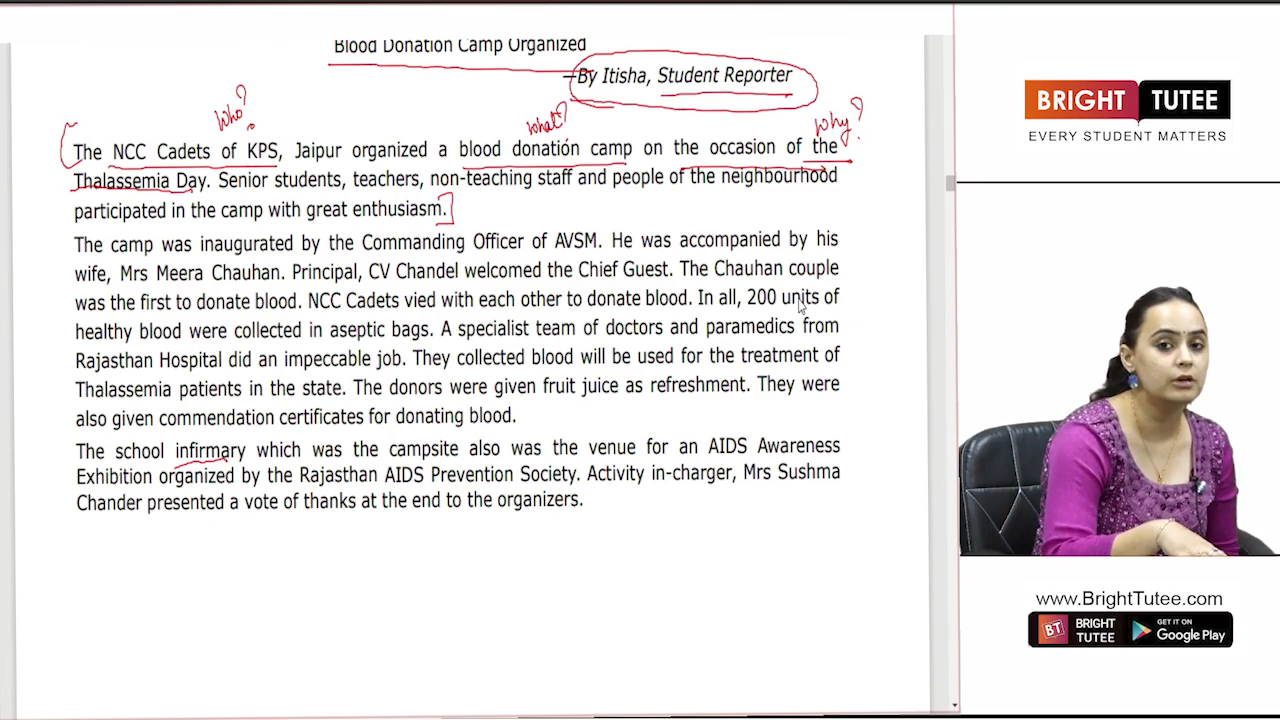 Blood Donation Camp Organized
—By Itisha, Student Reporter
Who?
What?
Why?
The NCC Cadets of KPS, Jaipur organized a blood donation camp on the occasion of the
Thalassemia Day. Senior students, teachers, non-teaching staff and people of the neighbourhood
participated in the camp with great enthusiasm.
The camp was inaugurated by the Commanding Officer of AVSM. He was accompanied by his
wife, Mrs Meera Chauhan. Principal, CV Chandel welcomed the Chief Guest. The Chauhan couple
was the first to donate blood. NCC Cadets vied with each other to donate blood. In all, 200 units of
healthy blood were collected in aseptic bags. A specialist team of doctors and paramedics from
Rajasthan Hospital did an impeccable job. They collected blood will be used for the treatment of
Thalassemia patients in the state. The donors were given fruit juice as refreshment. They were
also given commendation certificates for donating blood.
The school infirmary which was the campsite also was the venue for an AIDS Awareness
Exhibition organized by the Rajasthan AIDS Prevention Society. Activity in-charger, Mrs Sushma
Chander presented a vote of thanks at the end to the organizers.
BRIGHT TUTEE
EVERY STUDENT MATTERS
www.BrightTutee.com
BT BRIGHT TUTEE
GET IT ON Google Play